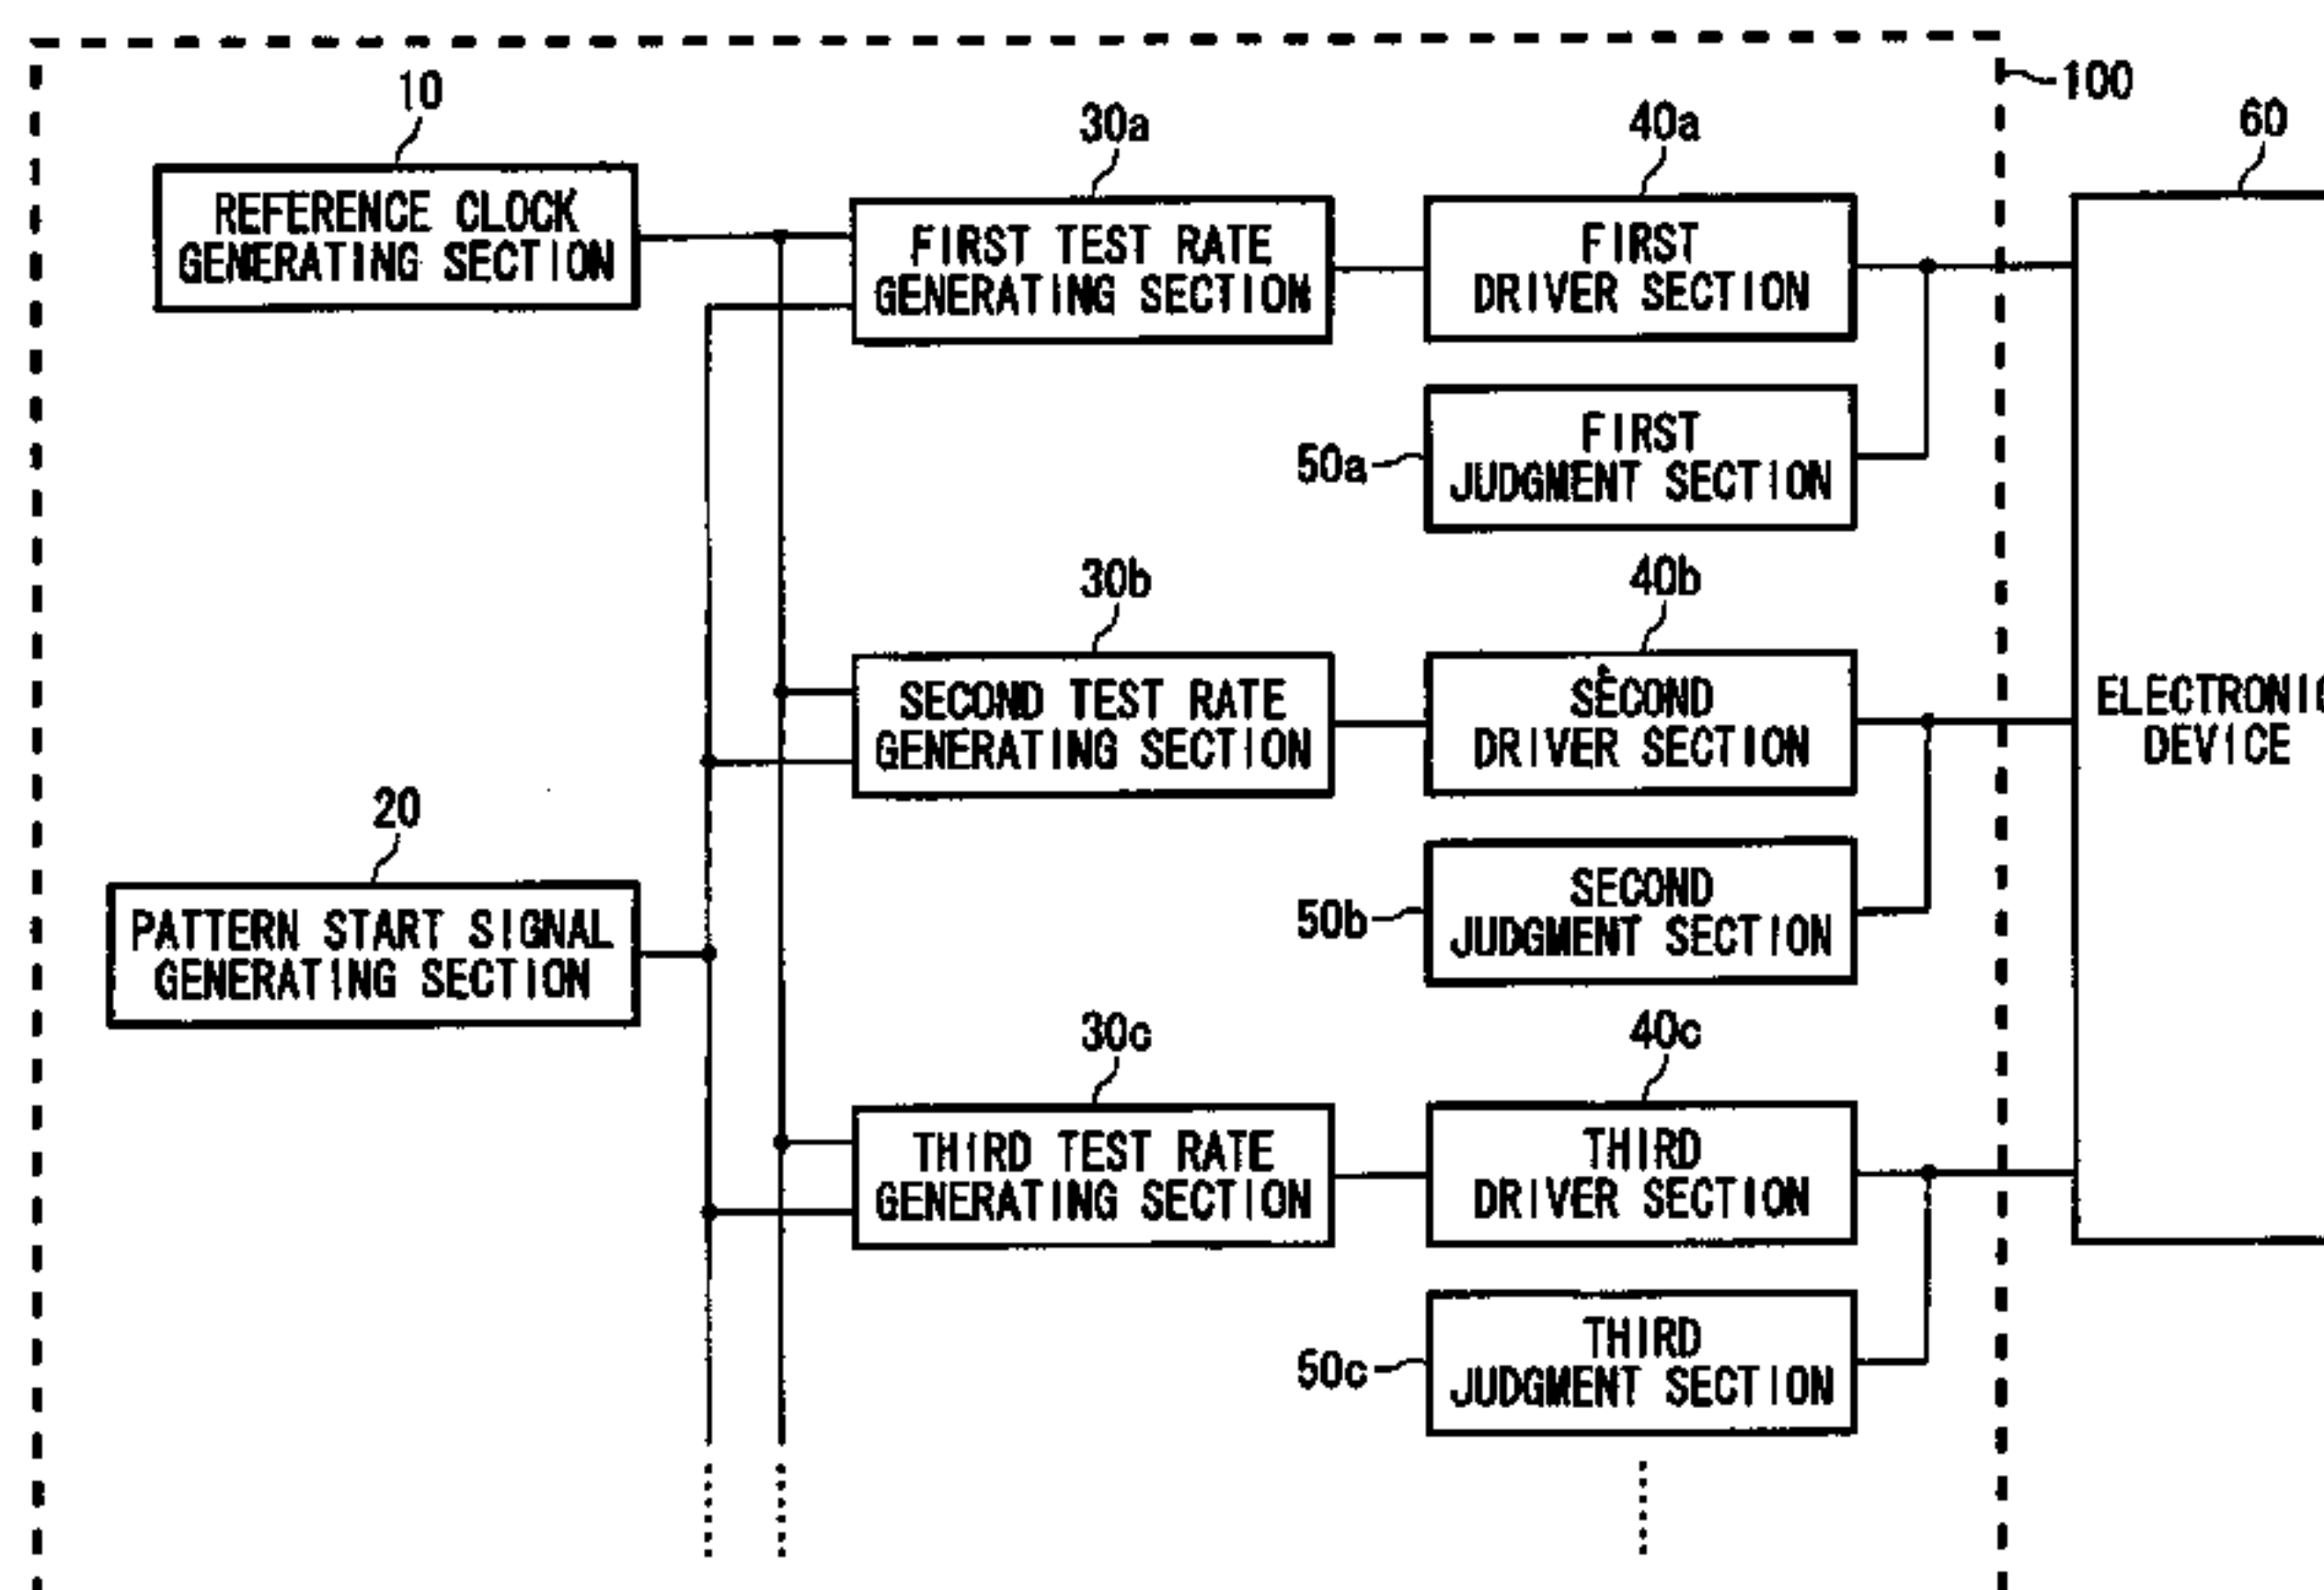 100
10
30a
40a
60
REFERENCE CLOCK
GENERATING SECTION
FIRST TEST RATE
GENERATING SECTION
FIRST
DRIVER SECTION
50a
FIRST
JUDGMENT SECTION
30b
40b
SECOND TEST RATE
GENERATING SECTION
SECOND
DRIVER SECTION
ELECTRONIC
DEVICE
20
PATTERN START SIGNAL
GENERATING SECTION
50b
SECOND
JUDGMENT SECTION
30c
40c
THIRD TEST RATE
GENERATING SECTION
THIRD
DRIVER SECTION
50c
THIRD
JUDGMENT SECTION